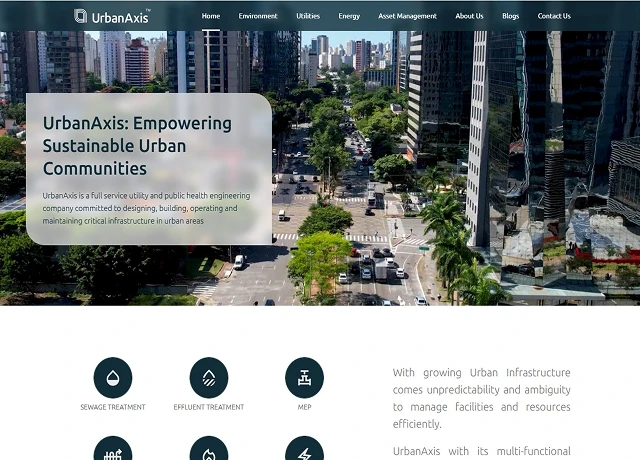 UrbanAxis™
Home Environment Utilities Energy Asset Management About Us Blogs Contact Us
UrbanAxis: Empowering
Sustainable Urban
Communities
UrbanAxis is a full service utility and public health engineering
company committed to designing, building, operating and
maintaining critical infrastructure in urban areas
SEWAGE TREATMENT EFFLUENT TREATMENT MEP
With growing Urban Infrastructure
comes unpredictability and ambiguity
to manage facilities and resources
efficiently.
UrbanAxis with its multi-functional